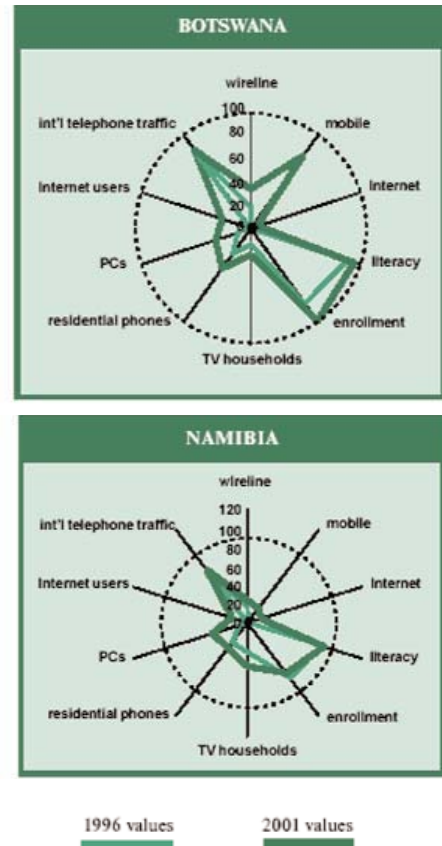 BOTSWANA
wireline
100
int'l telephone traffic
80
mobile
60
Internet users
40
Internet
20
0
PCs
literacy
residential phones
enrollment
TV households
NAMIBIA
wireline
120
int'l telephone traffic
100
mobile
80
60
Internet users
40
Internet
20
0
PCs
literacy
residential phones
enrollment
TV households
1996 values 2001 values